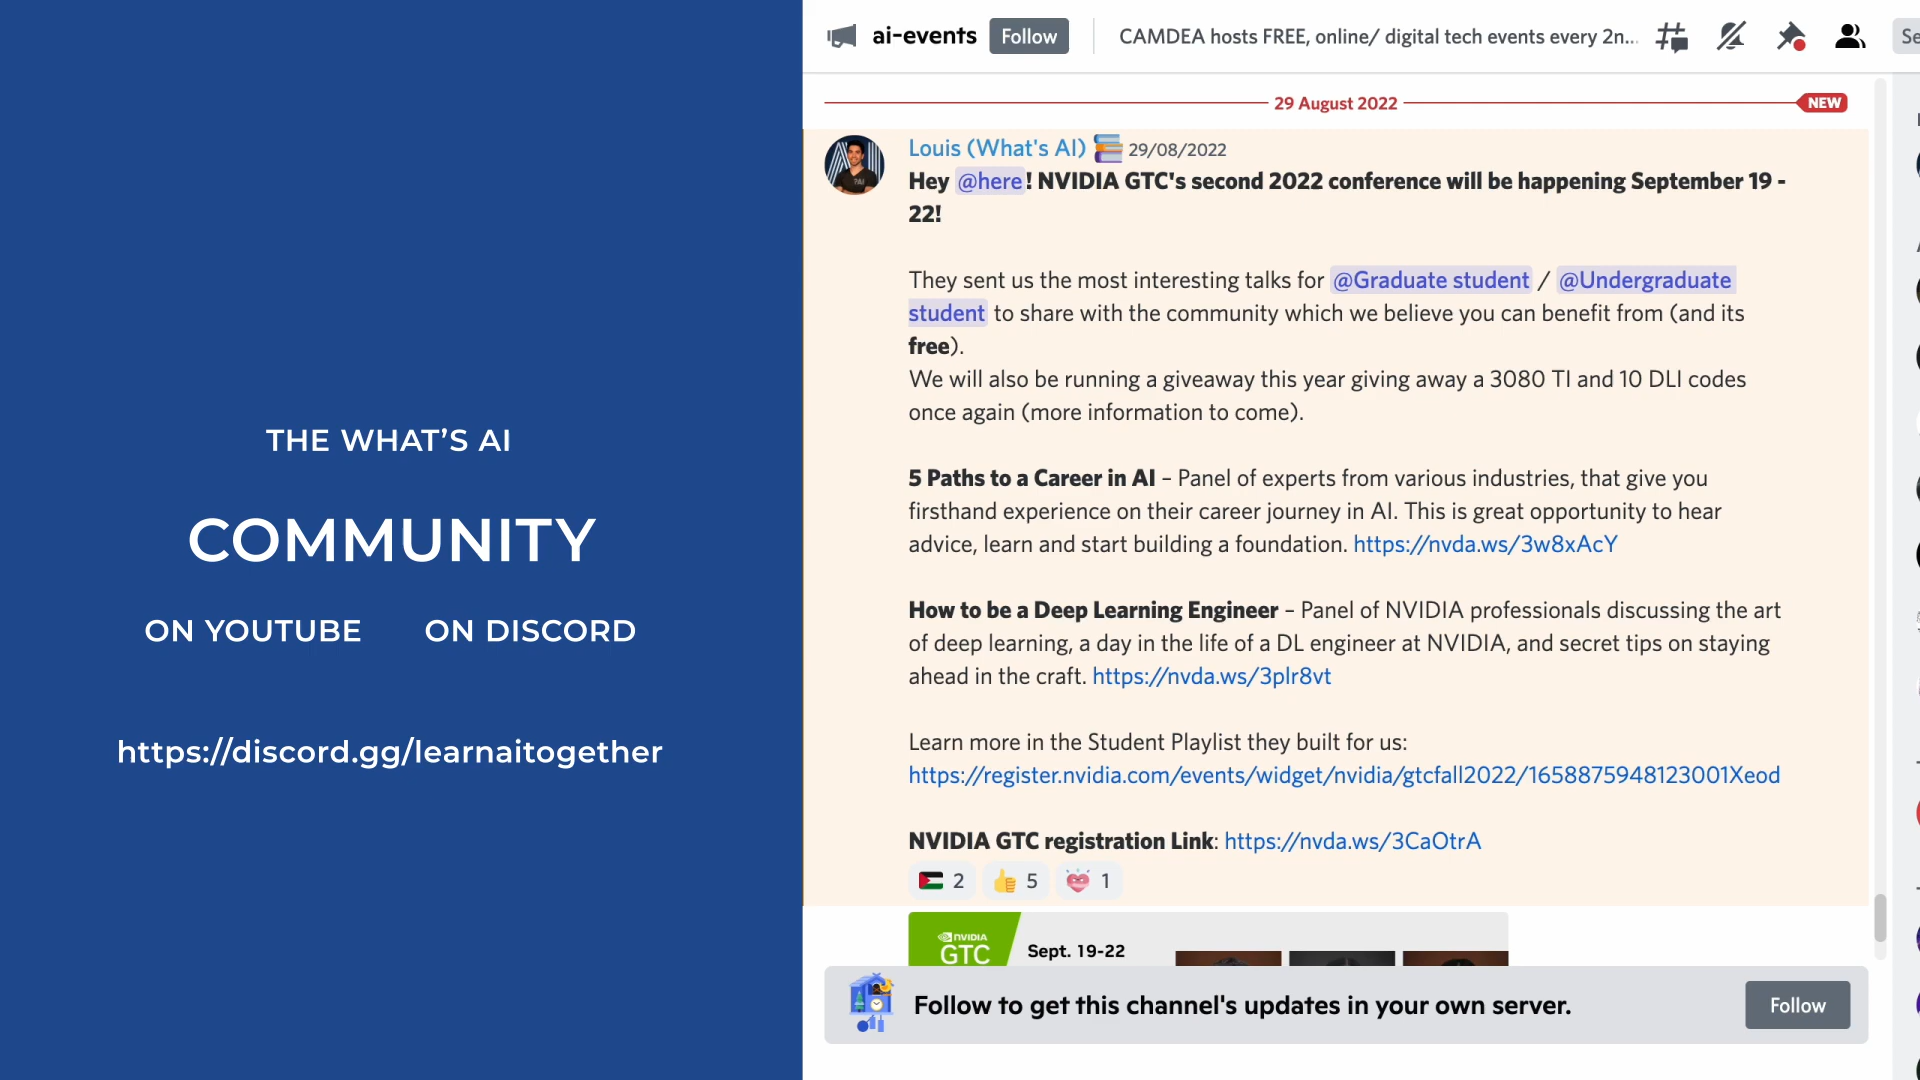 THE WHAT'S AI
COMMUNITY
ON YOUTUBE ON DISCORD
https://discord.gg/learnaitogether
ai-events Follow CAMDEA hosts FREE, online/ digital tech events every 2n... Se
29 August 2022 NEW
Louis (What's AI) 29/08/2022
Hey @here! NVIDIA GTC's second 2022 conference will be happening September 19 -
22!
They sent us the most interesting talks for @Graduate student / @Undergraduate
student to share with the community which we believe you can benefit from (and its
free).
We will also be running a giveaway this year giving away a 3080 TI and 10 DLI codes
once again (more information to come).
5 Paths to a Career in AI – Panel of experts from various industries, that give you
firsthand experience on their career journey in AI. This is great opportunity to hear
advice, learn and start building a foundation. https://nvda.ws/3w8xAcY
How to be a Deep Learning Engineer – Panel of NVIDIA professionals discussing the art
of deep learning, a day in the life of a DL engineer at NVIDIA, and secret tips on staying
ahead in the craft. https://nvda.ws/3plr8vt
Learn more in the Student Playlist they built for us:
https://register.nvidia.com/events/widget/nvidia/gtcfall2022/1658875948123001Xeod
NVIDIA GTC registration Link: https://nvda.ws/3CaOtrA
2 5 1
NVIDIA
GTC Sept. 19-22
Follow to get this channel's updates in your own server. Follow